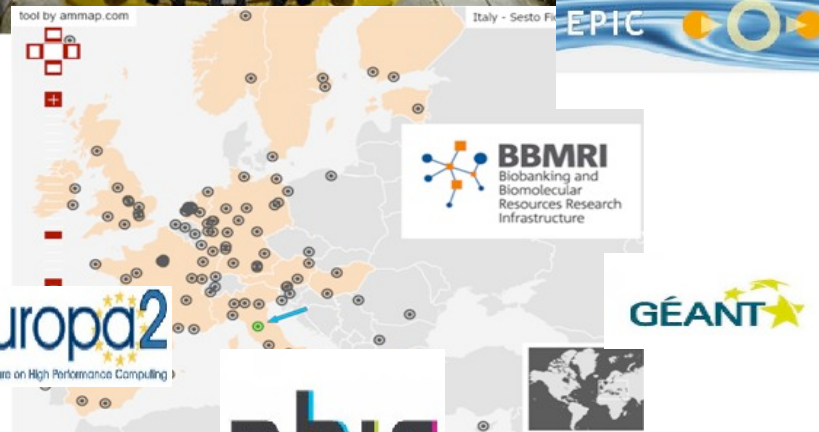 tool by ammap.com
Italy - Sesto Fi
EPIC
BBMRI
Biobanking and
Biomolecular
Resources Research
Infrastructure
GÉANT
uropa2
re on High Performance Computing